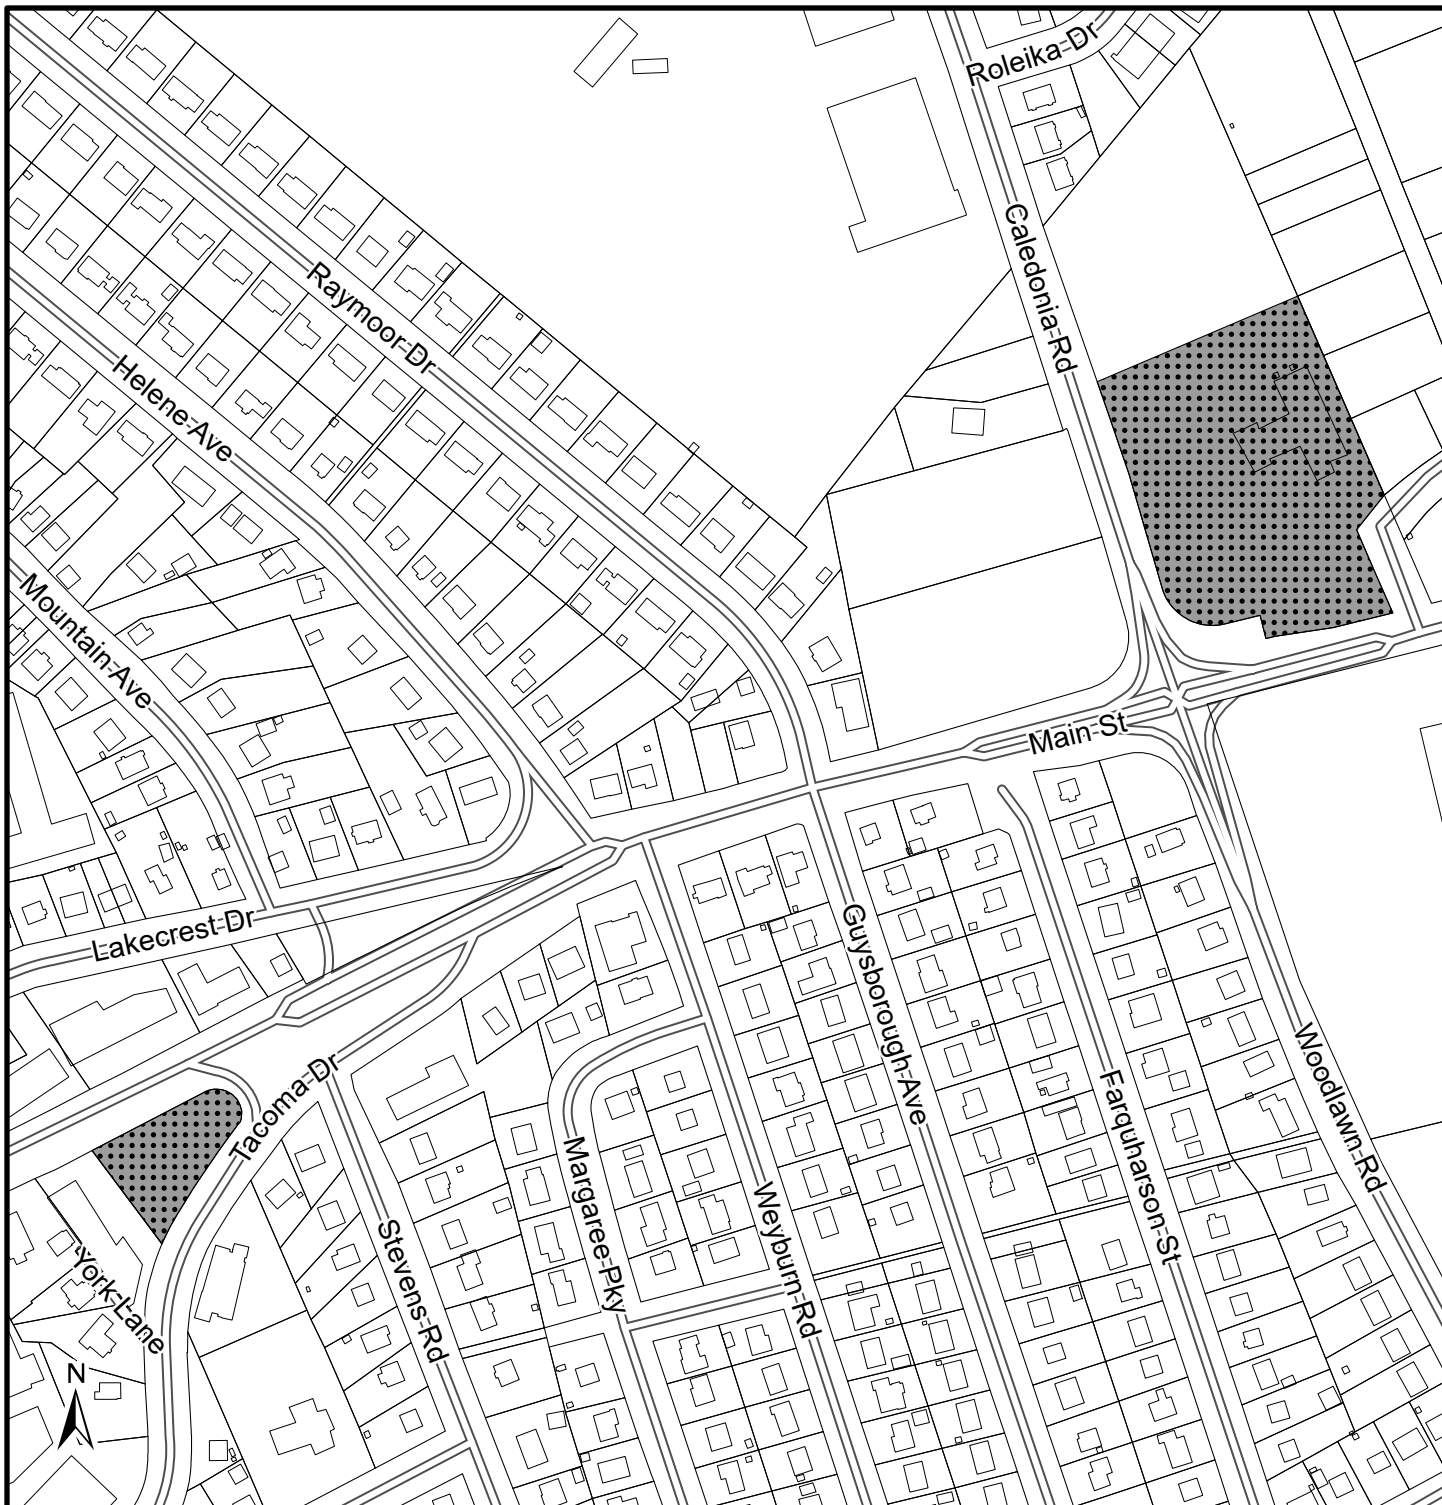 Roleika Dr
Caledonia Rd
Raymoor Dr
Helene Ave
Mountain Ave
Main St
Lakecrest Dr
Guysborough Ave
Woodlawn Rd
Tacoma Dr
Farquharson St
Margaree Pky
Weyburn Rd
Stevens Rd
York Lane
N